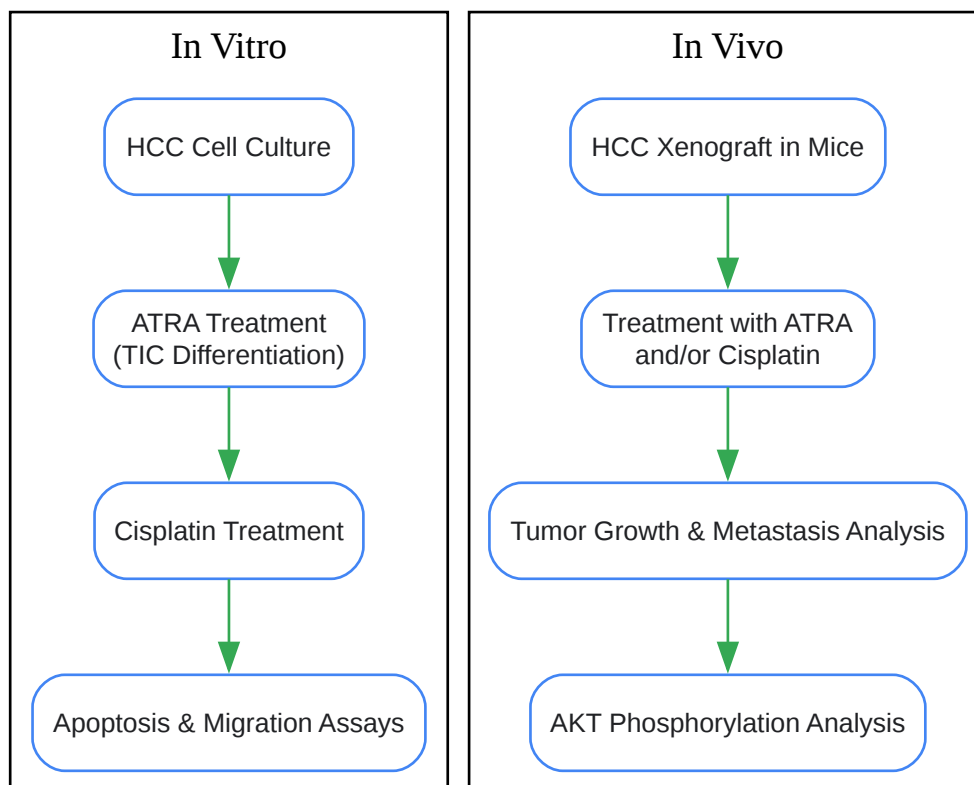 In Vitro
HCC Cell Culture
ATRA Treatment
(TIC Differentiation)
Cisplatin Treatment
Apoptosis & Migration Assays
In Vivo
HCC Xenograft in Mice
Treatment with ATRA
and/or Cisplatin
Tumor Growth & Metastasis Analysis
AKT Phosphorylation Analysis